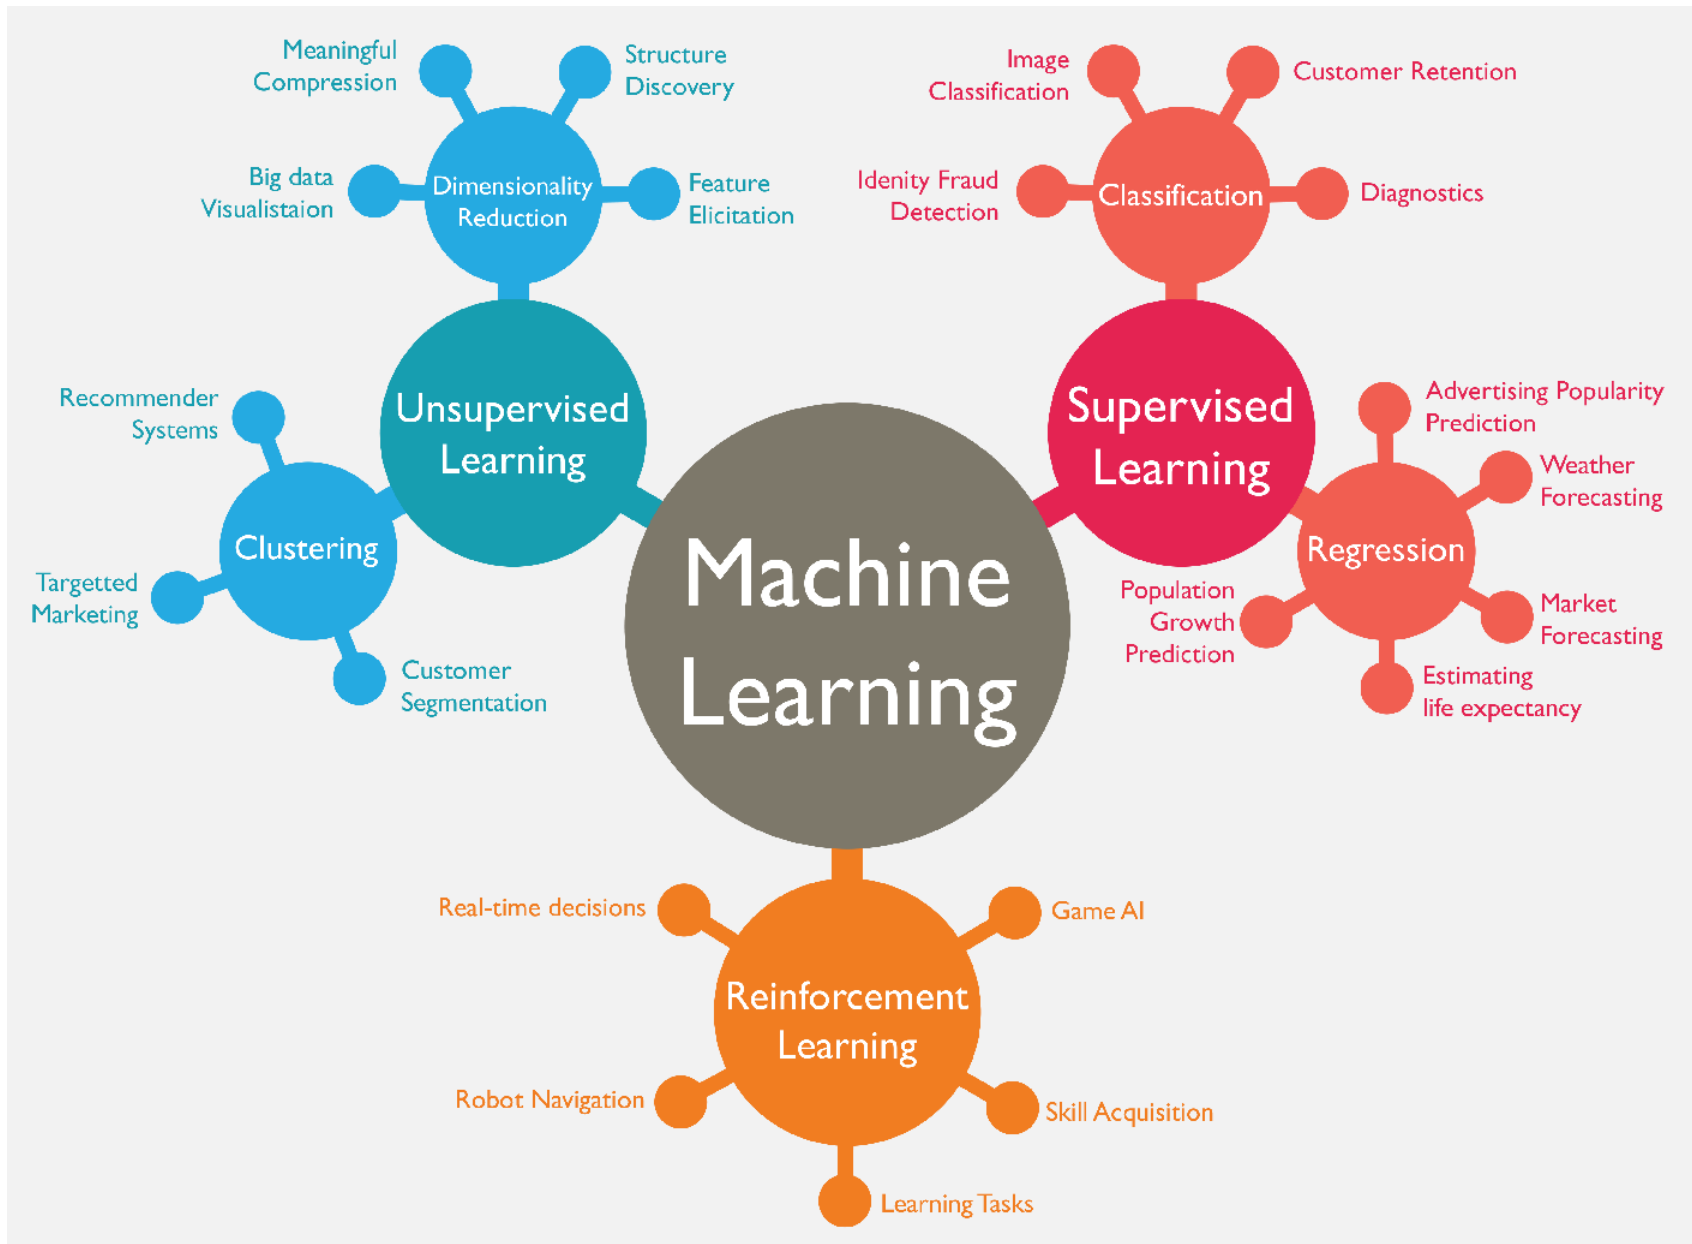 Meaningful
Compression
Structure
Discovery
Big data
Visualistaion
Dimensionality
Reduction
Feature
Elicitation
Image
Classification
Customer Retention
Idenity Fraud
Detection
Classification
Diagnostics
Unsupervised
Learning
Recommender
Systems
Clustering
Targetted
Marketing
Customer
Segmentation
Supervised
Learning
Advertising Popularity
Prediction
Weather
Forecasting
Regression
Population
Growth
Prediction
Market
Forecasting
Estimating
life expectancy
Machine
Learning
Real-time decisions
Game AI
Reinforcement
Learning
Robot Navigation
Skill Acquisition
Learning Tasks